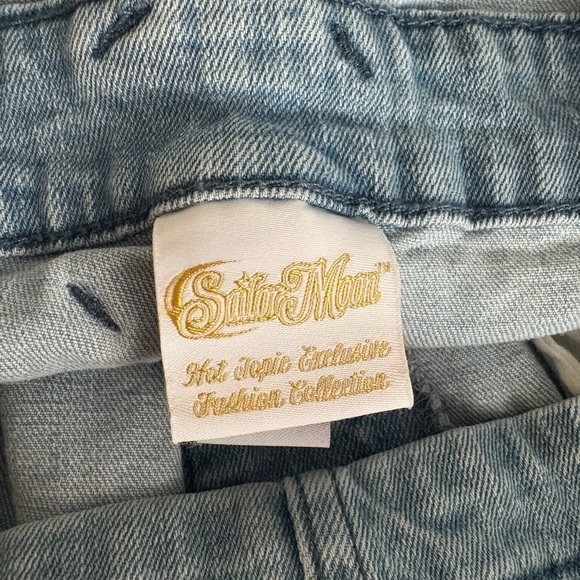 Sailor Moon™
Hot Topic Exclusive
Fashion Collection